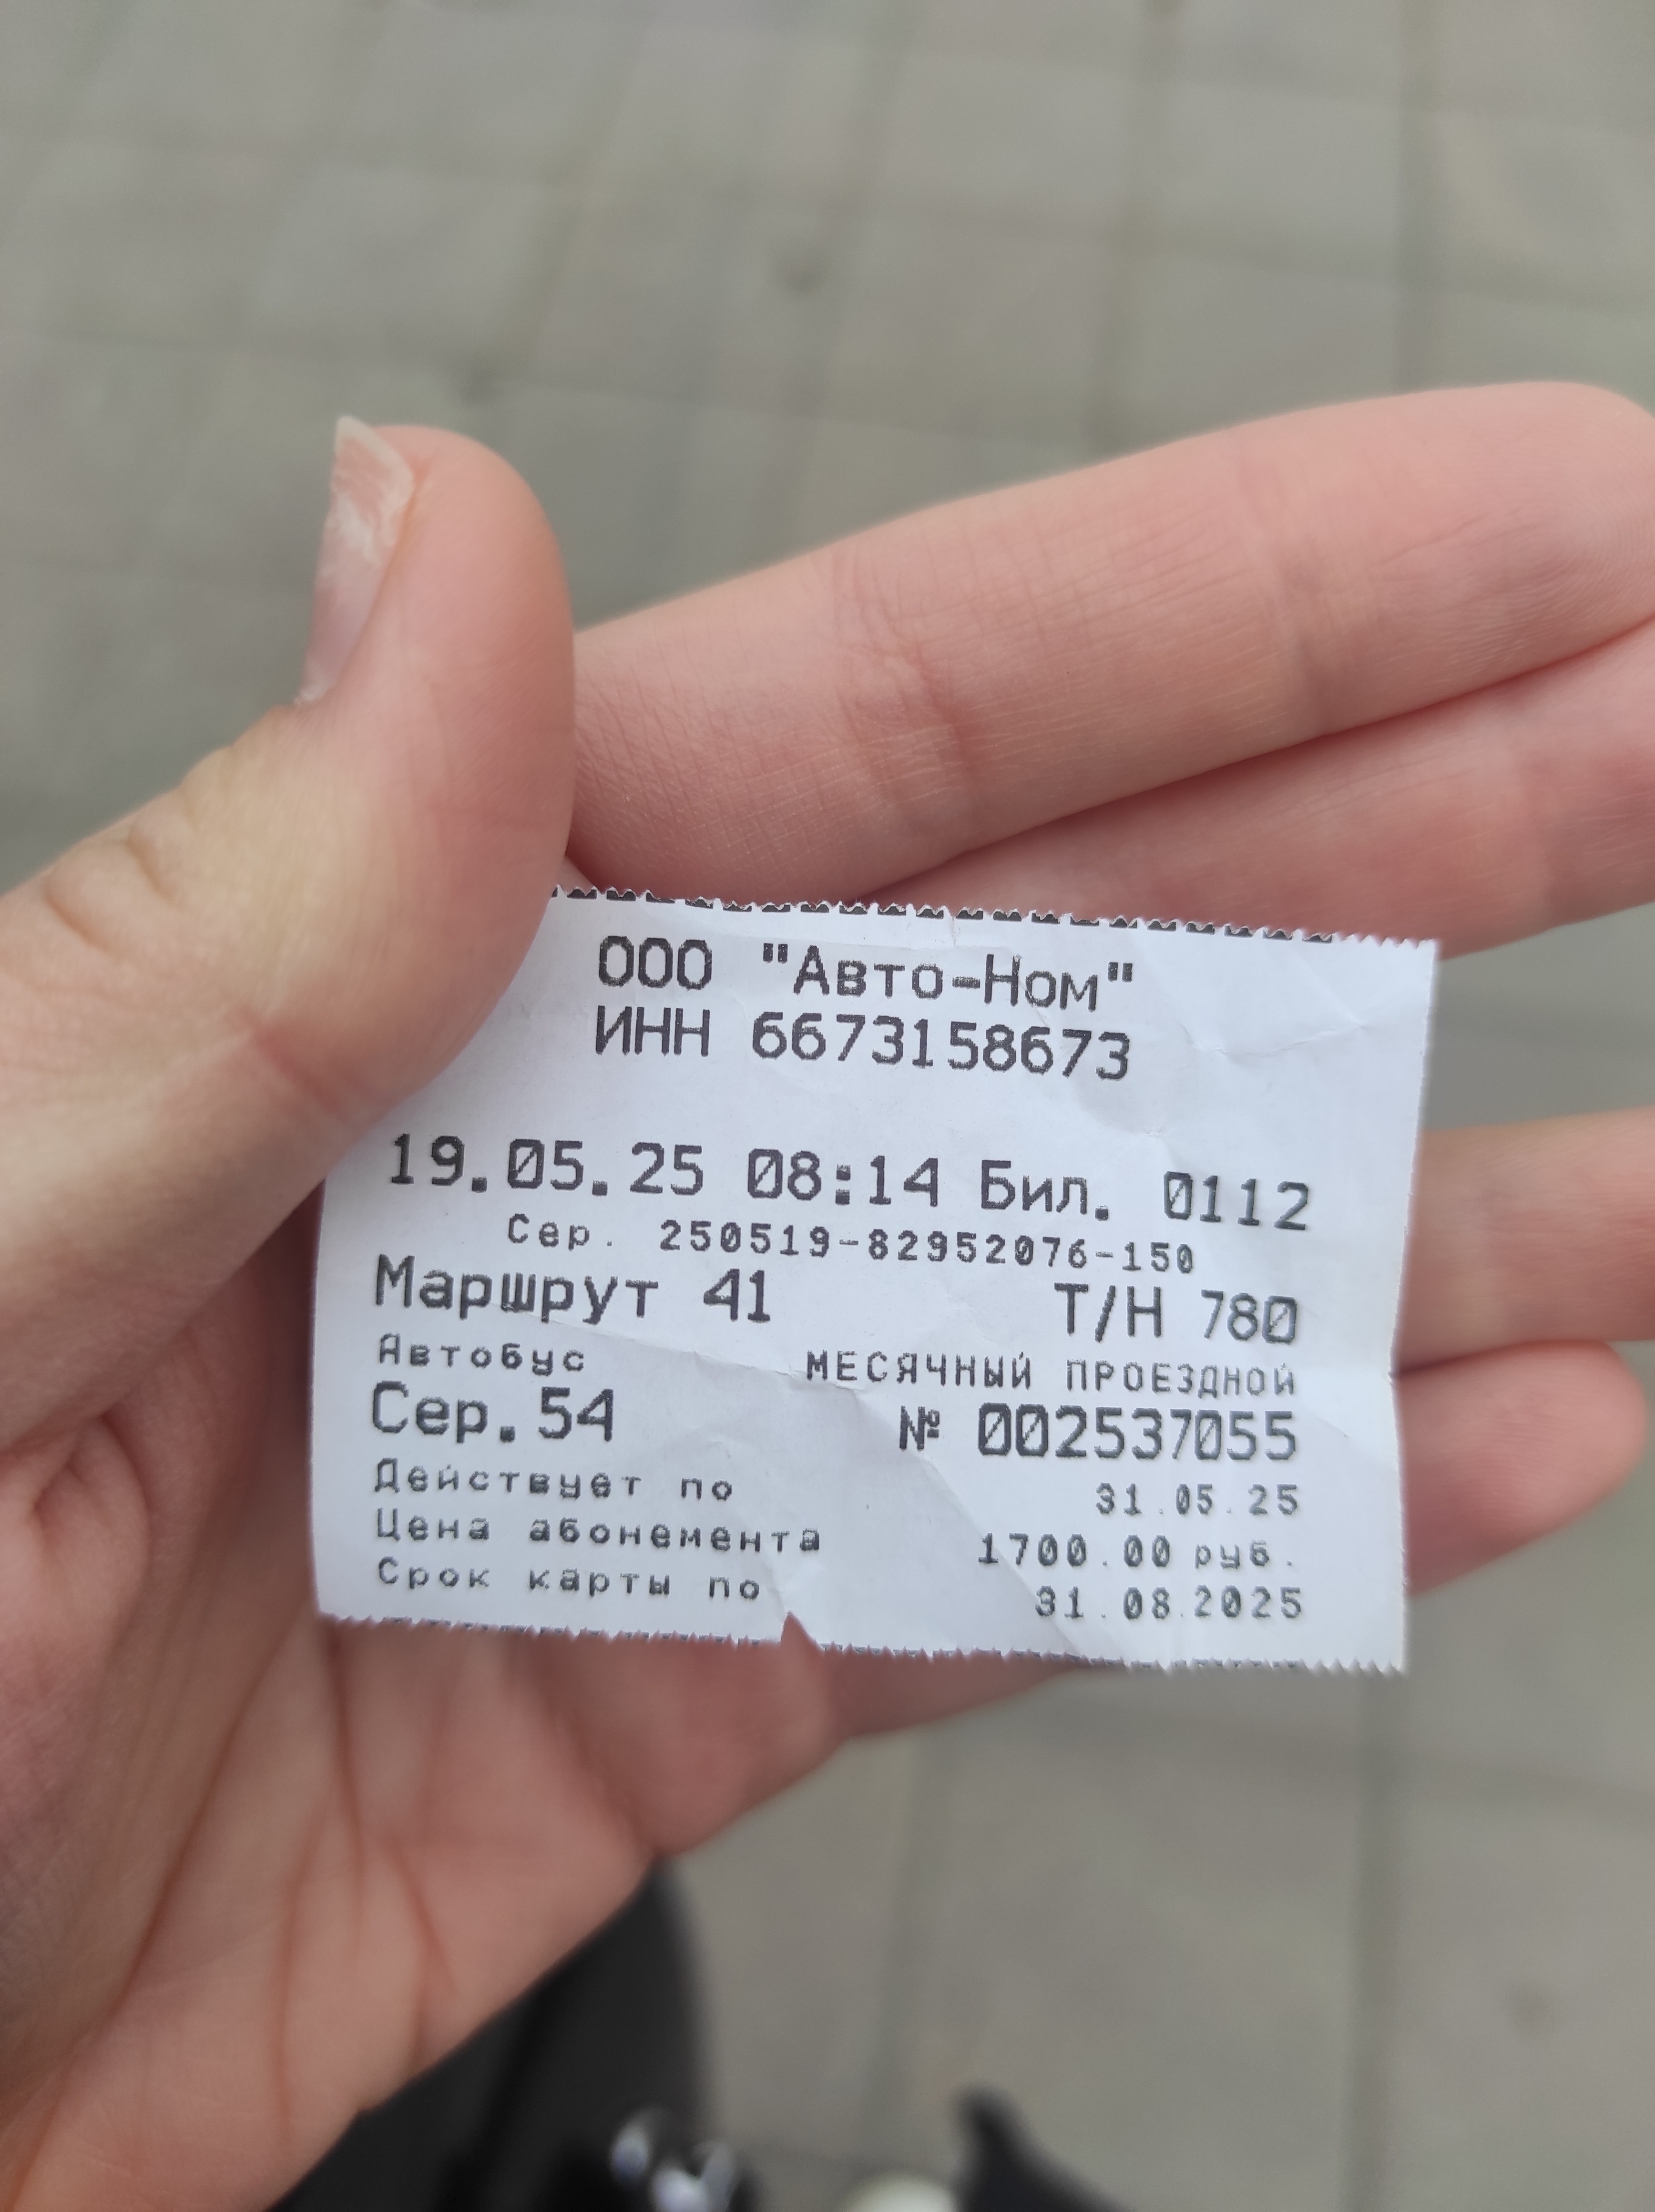 ООО "Авто-Ном"
ИНН 6673158673
19.05.25 08:14 Бил. 0112
Сер. 250519-82952076-150
Маршрут 41 Т/Н 780
Автобус МЕСЯЧНЫЙ ПРОЕЗДНОЙ
Сер.54 № 002537055
Действует по 31.05.25
Цена абонемента 1700.00 руб.
Срок карты по 31.08.2025